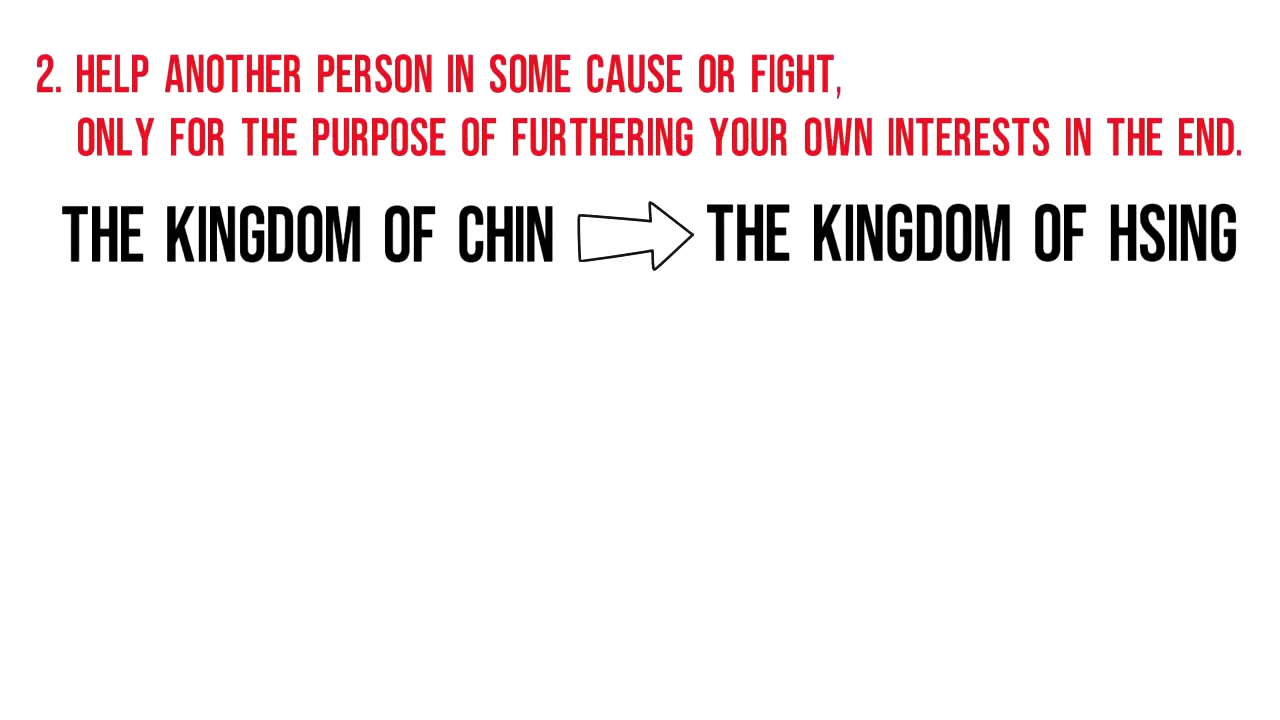 2. HELP ANOTHER PERSON IN SOME CAUSE OR FIGHT,
ONLY FOR THE PURPOSE OF FURTHERING YOUR OWN INTERESTS IN THE END.
THE KINGDOM OF CHIN THE KINGDOM OF HSING